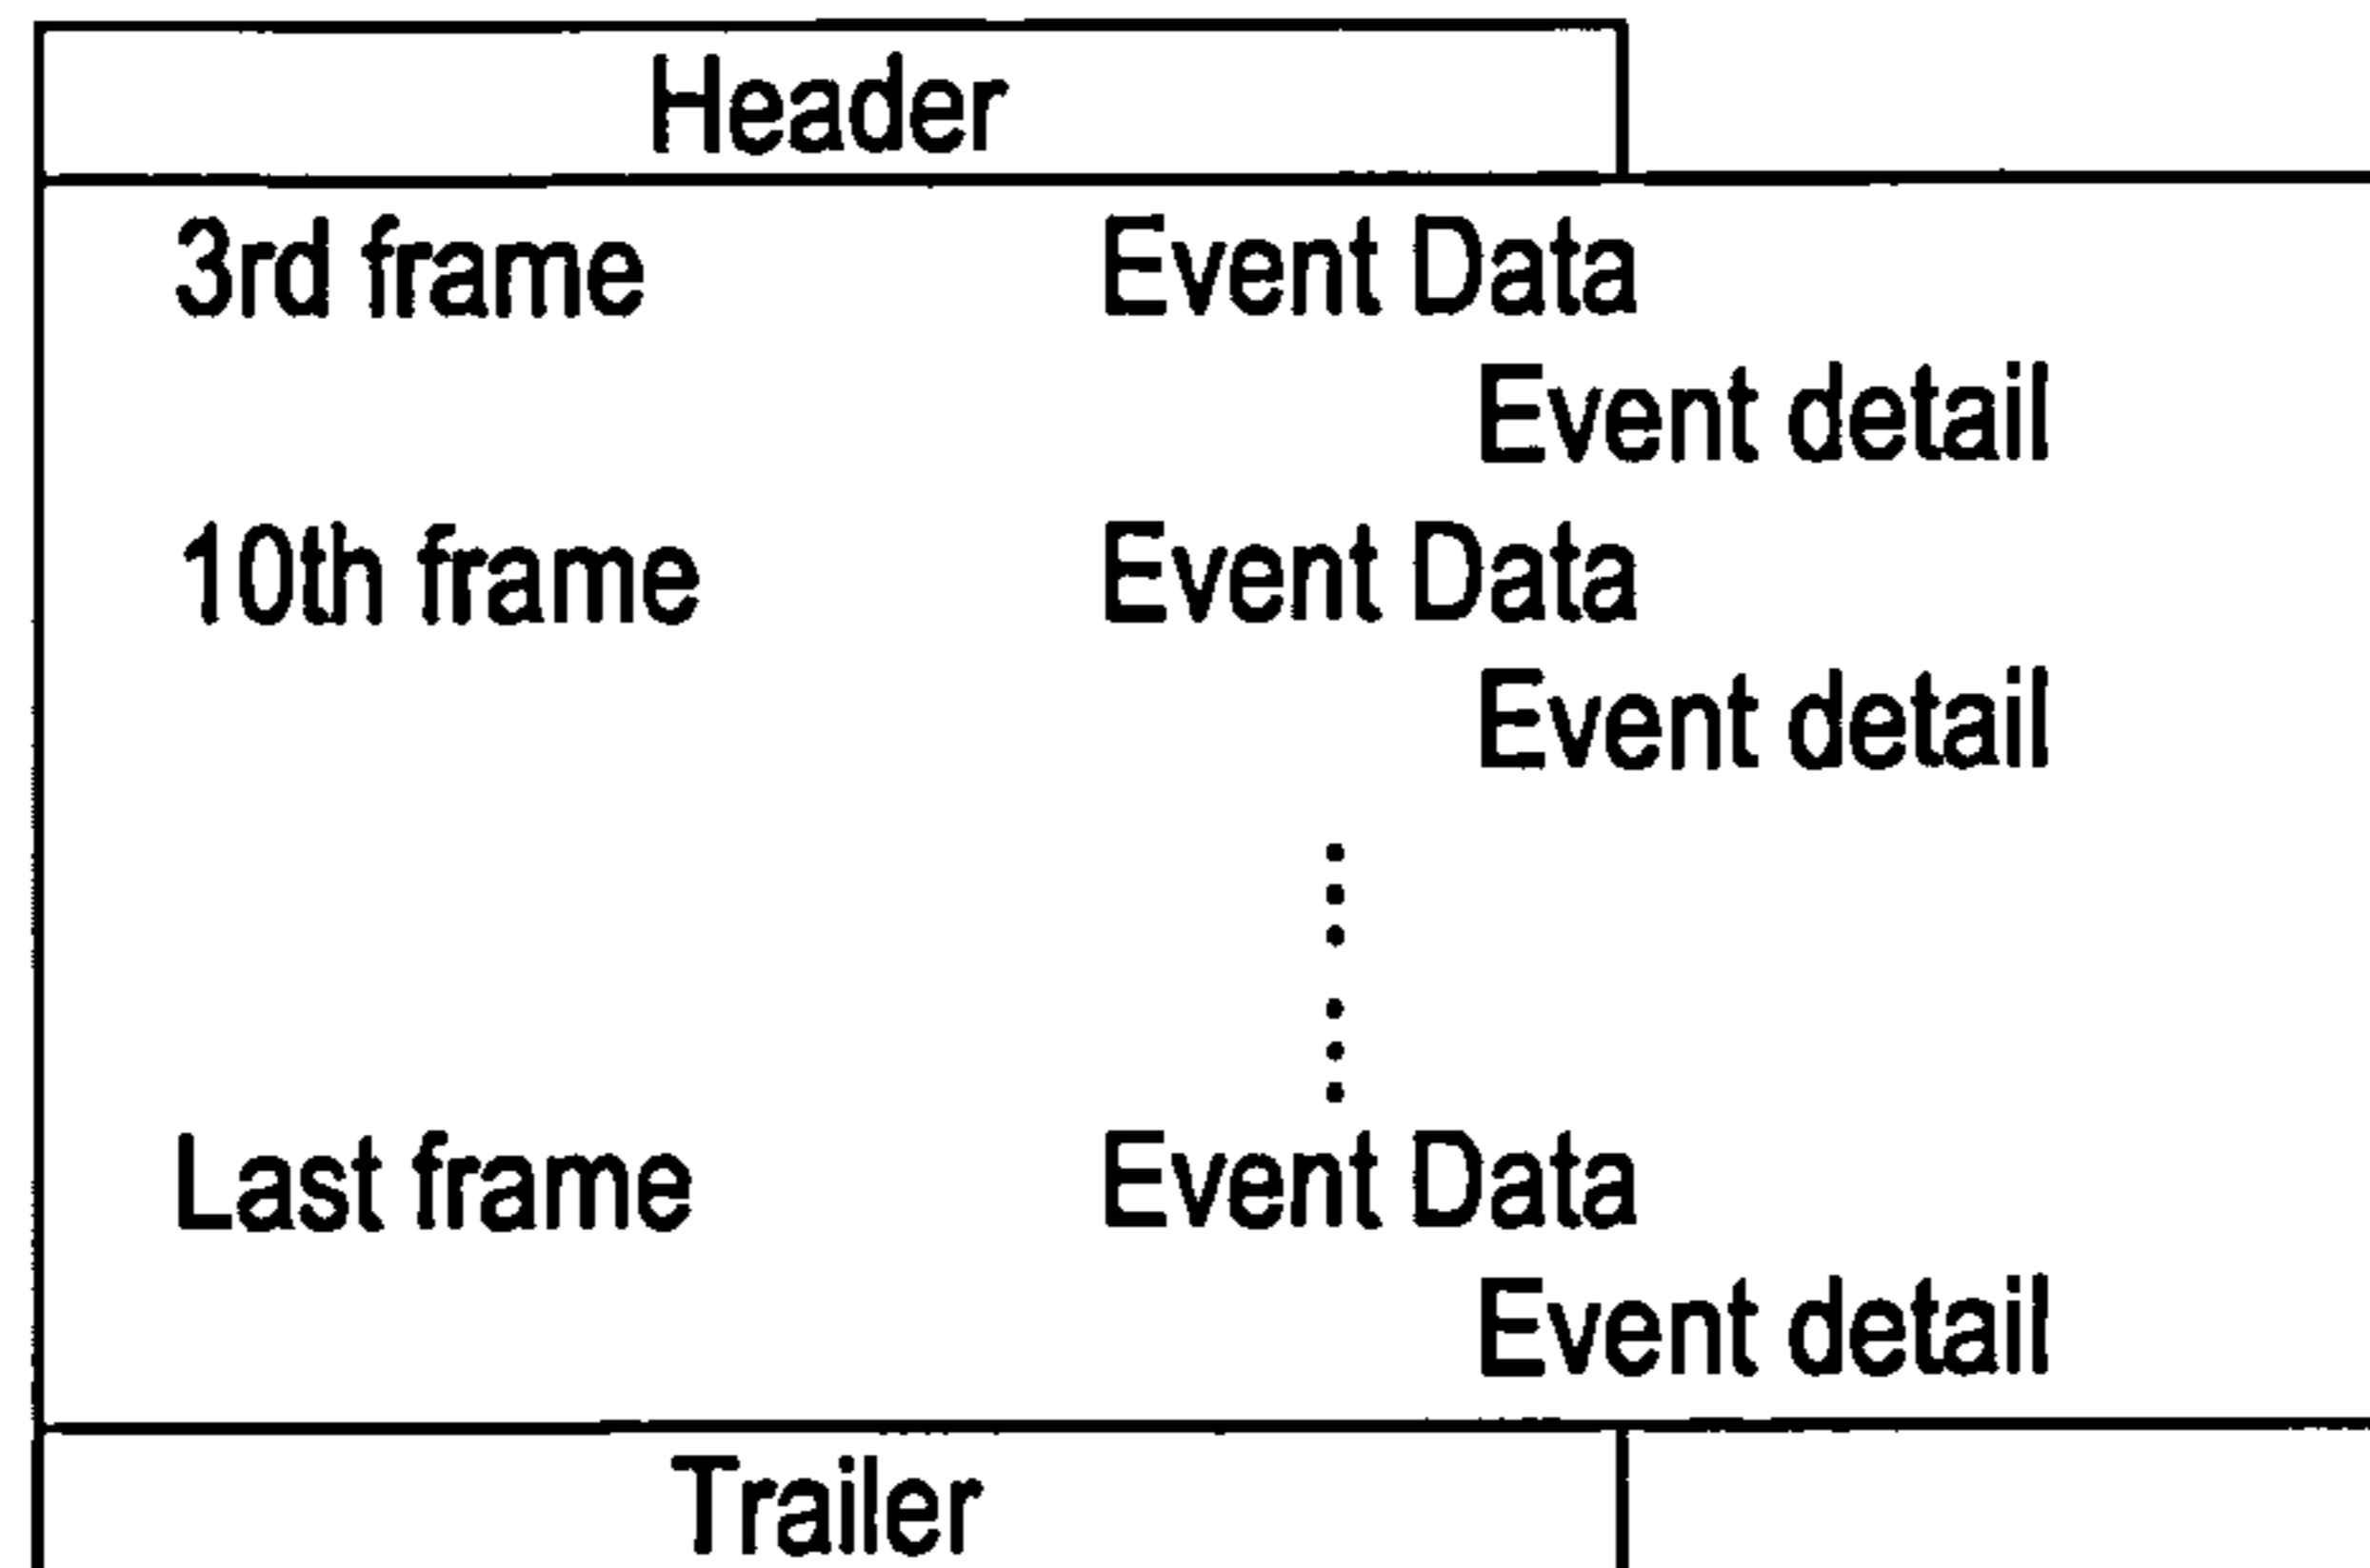 Header
3rd frame Event Data
Event detail
10th frame Event Data
Event detail
Last frame Event Data
Event detail
Trailer